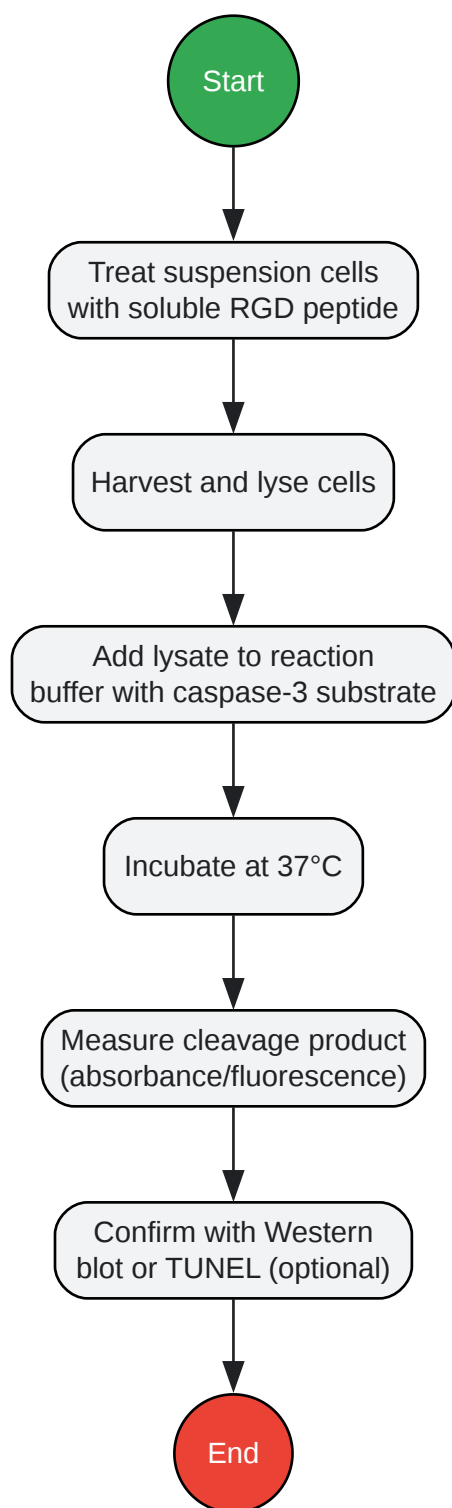 Start
Treat suspension cells
with soluble RGD peptide
Harvest and lyse cells
Add lysate to reaction
buffer with caspase-3 substrate
Incubate at 37°C
Measure cleavage product
(absorbance/fluorescence)
Confirm with Western
blot or TUNEL (optional)
End